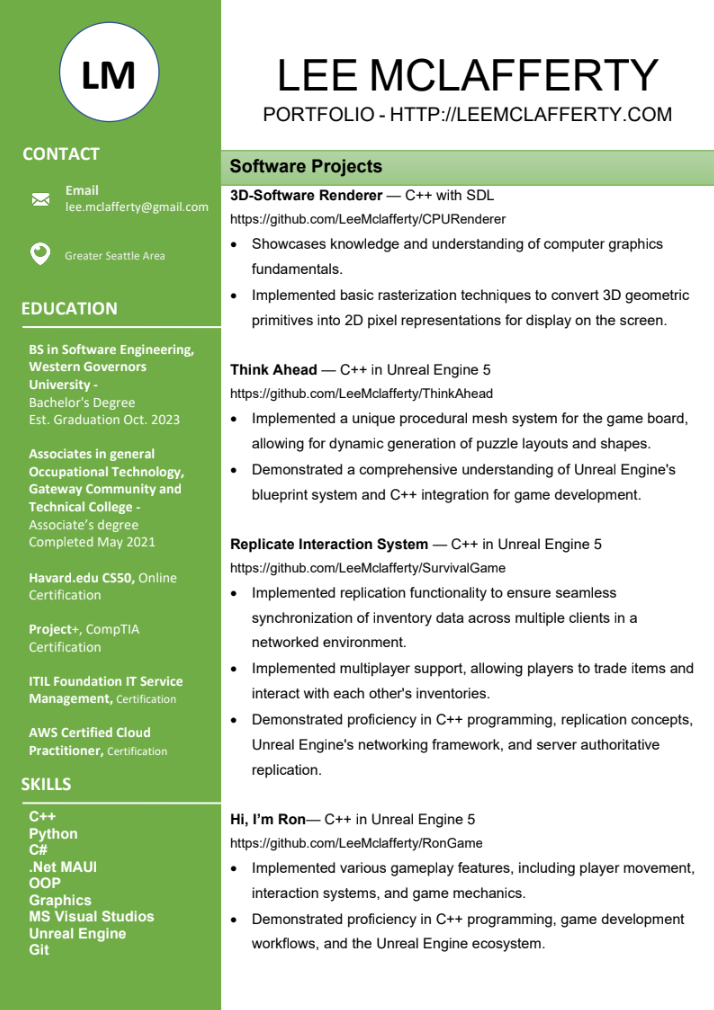 LM
CONTACT
Email
lee.mclafferty@gmail.com
Greater Seattle Area
EDUCATION
BS in Software Engineering,
Western Governors
University -
Bachelor's Degree
Est. Graduation Oct. 2023
Associates in general
Occupational Technology,
Gateway Community and
Technical College -
Associate’s degree
Completed May 2021
Havard.edu CS50, Online
Certification
Project+, CompTIA
Certification
ITIL Foundation IT Service
Management, Certification
AWS Certified Cloud
Practitioner, Certification
SKILLS
C++
Python
C#
.Net MAUI
OOP
Graphics
MS Visual Studios
Unreal Engine
Git
LEE MCLAFFERTY
PORTFOLIO - HTTP://LEEMCLAFFERTY.COM
Software Projects
3D-Software Renderer — C++ with SDL
https://github.com/LeeMclafferty/CPURenderer
• Showcases knowledge and understanding of computer graphics
fundamentals.
• Implemented basic rasterization techniques to convert 3D geometric
primitives into 2D pixel representations for display on the screen.
Think Ahead — C++ in Unreal Engine 5
https://github.com/LeeMclafferty/ThinkAhead
• Implemented a unique procedural mesh system for the game board,
allowing for dynamic generation of puzzle layouts and shapes.
• Demonstrated a comprehensive understanding of Unreal Engine's
blueprint system and C++ integration for game development.
Replicate Interaction System — C++ in Unreal Engine 5
https://github.com/LeeMclafferty/SurvivalGame
• Implemented replication functionality to ensure seamless
synchronization of inventory data across multiple clients in a
networked environment.
• Implemented multiplayer support, allowing players to trade items and
interact with each other's inventories.
• Demonstrated proficiency in C++ programming, replication concepts,
Unreal Engine's networking framework, and server authoritative
replication.
Hi, I’m Ron— C++ in Unreal Engine 5
https://github.com/LeeMclafferty/RonGame
• Implemented various gameplay features, including player movement,
interaction systems, and game mechanics.
• Demonstrated proficiency in C++ programming, game development
workflows, and the Unreal Engine ecosystem.